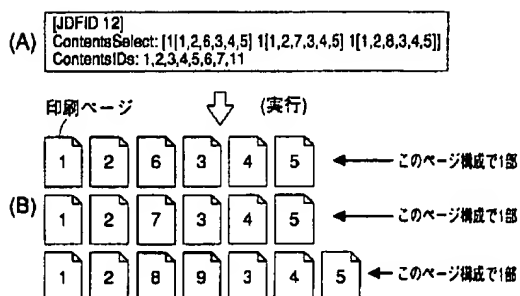 (A)
[JDFID 12]
ContentsSelect: [1[1,2,6,3,4,5] 1[1,2,7,3,4,5] 1[1,2,8,3,4,5]]
ContentsIDs: 1,2,3,4,5,6,7,11
印刷ページ (実行)
1 2 6 3 4 5 このページ構成で1部
(B)
1 2 7 3 4 5 このページ構成で1部
1 2 8 9 3 4 5 このページ構成で1部